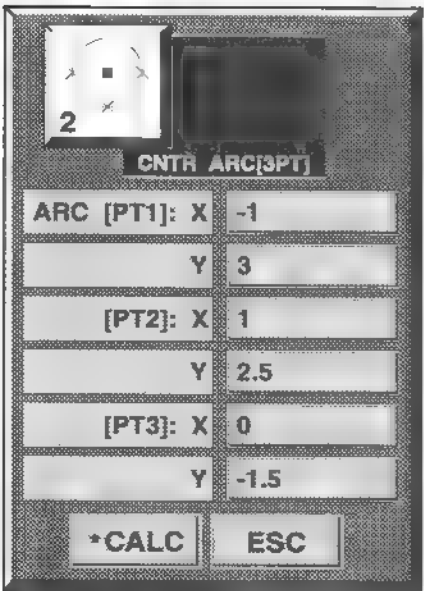 2
CNTR ARC[3PT]
ARC [PT1]: X -1
Y 3
[PT2]: X 1
Y 2.5
[PT3]: X 0
Y -1.5
*CALC ESC